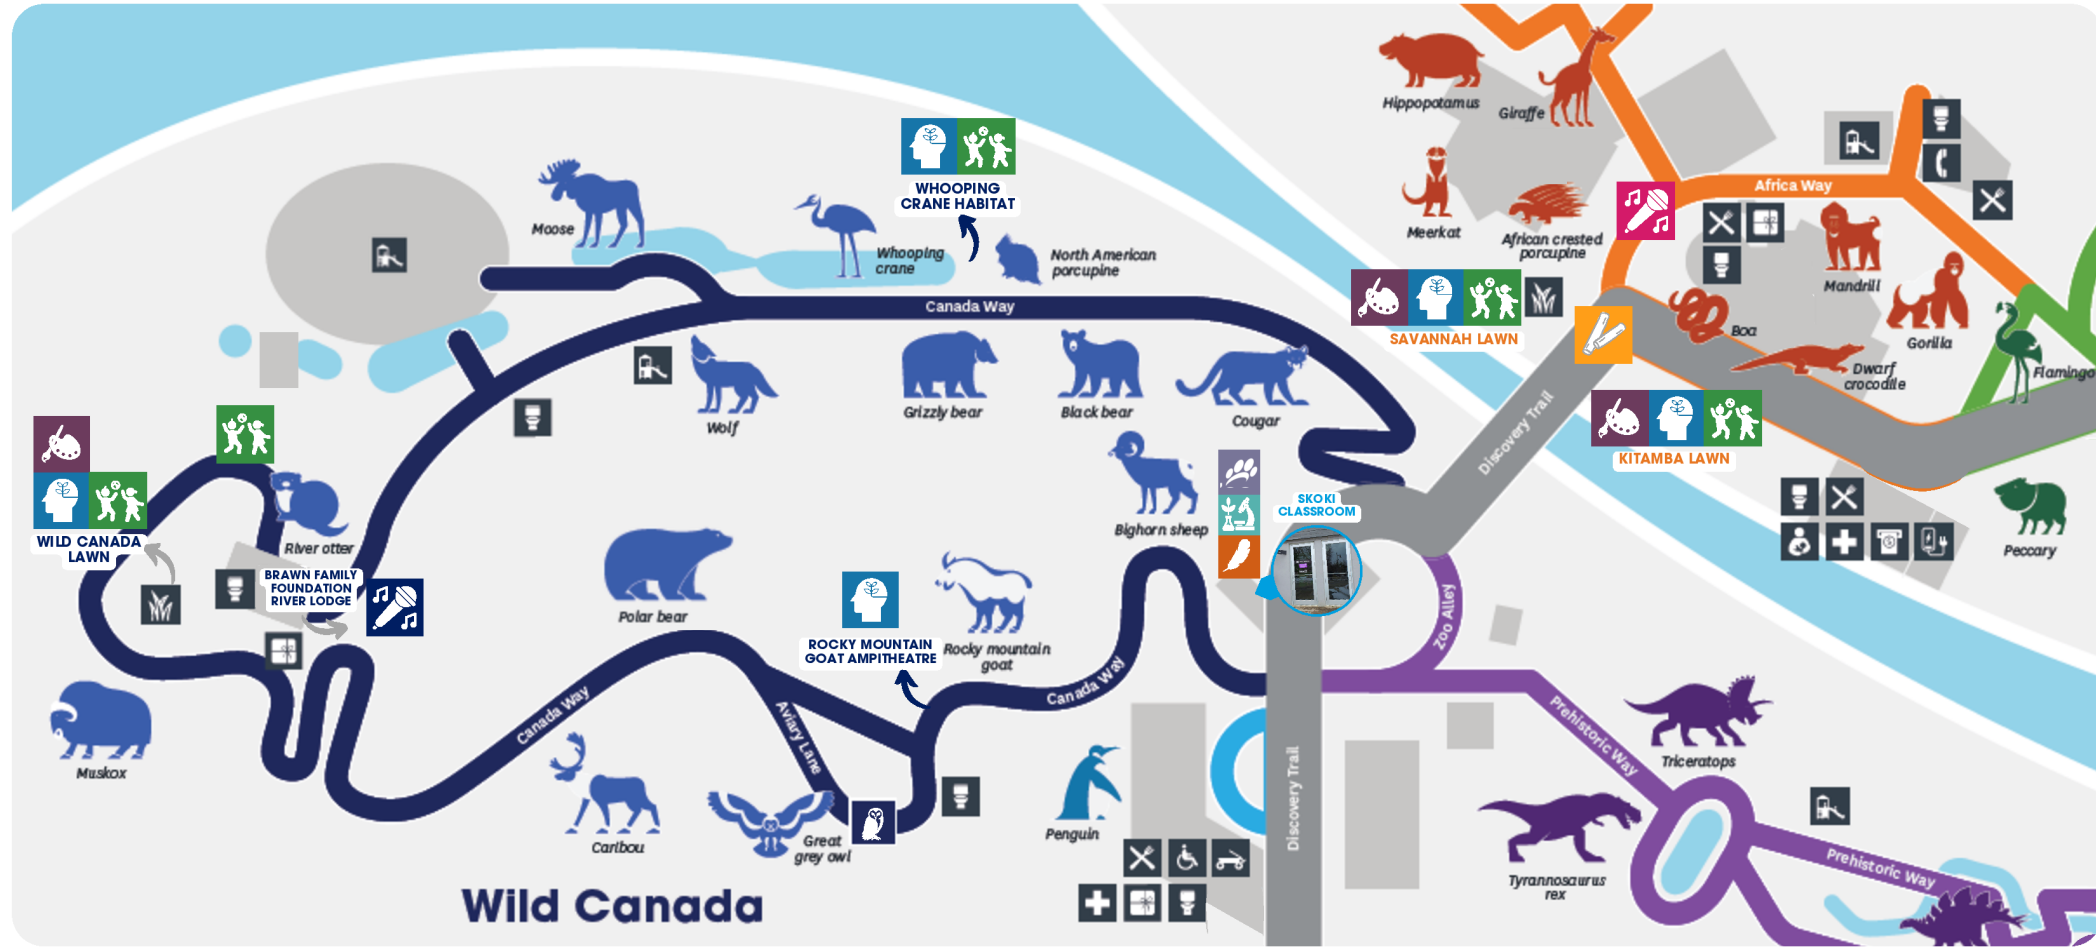 Hippopotamus
Giraffe
Meerkat
African crested
porcupine
Africa Way
Mandrill
Gorilla
Boa
Dwarf
crocodile
Flamingo
Peccary
SAVANNAH LAWN
KITAMBA LAWN
Discovery Trail
WHOOPING
CRANE HABITAT
Moose
Whooping
crane
North American
porcupine
Canada Way
Wolf
Grizzly bear
Black bear
Cougar
Bighorn sheep
SKOKI
CLASSROOM
WILD CANADA
LAWN
River otter
BRAWN FAMILY
FOUNDATION
RIVER LODGE
Polar bear
ROCKY MOUNTAIN
GOAT AMPITHEATRE
Rocky mountain
goat
Canada Way
Canada Way
Aviary Lane
Muskox
Caribou
Great
grey owl
Penguin
Discovery Trail
Zoo Alley
Prehistoric Way
Triceratops
Tyrannosaurus
rex
Prehistoric Way
Wild Canada